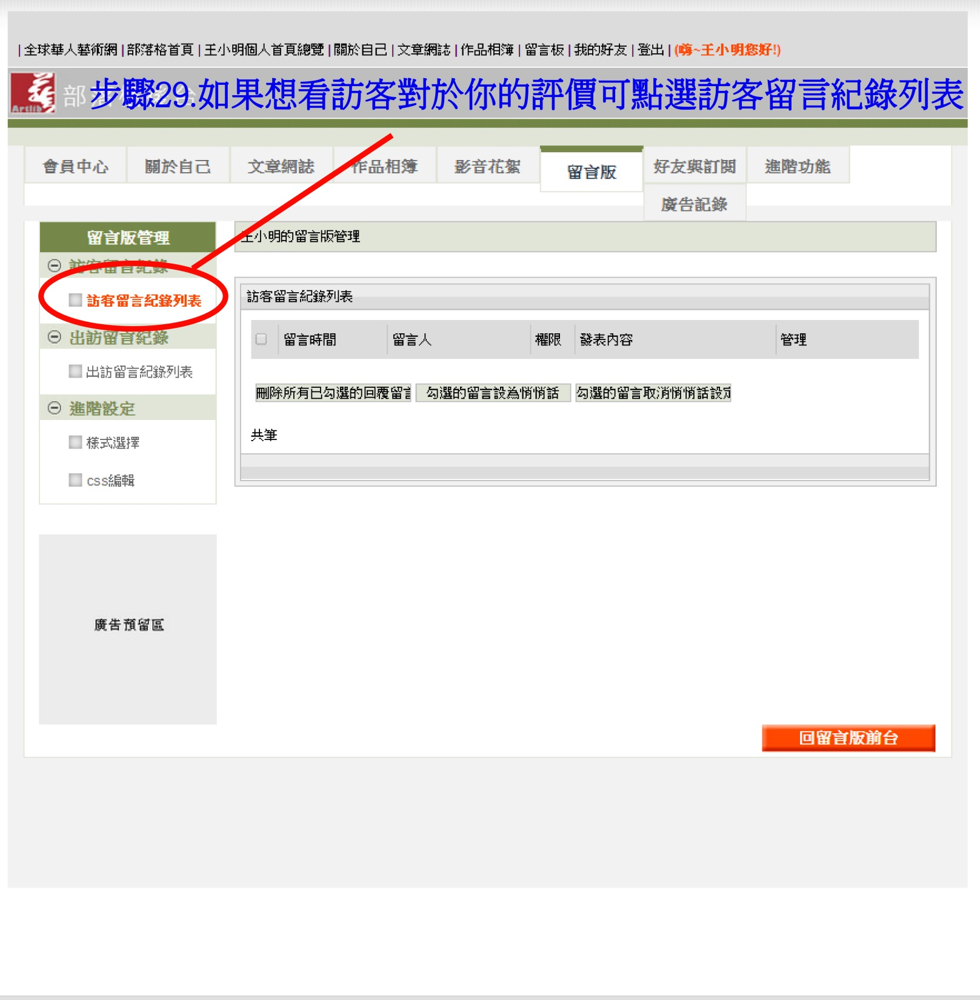 |全球華人藝術網|部落格首頁|王小明個人首頁總覽|關於自己|文章網誌|作品相簿|留言板|我的好友|登出|(嗨~王小明您好!)
Artlib
步驟29.如果想看訪客對於你的評價可點選訪客留言紀錄列表
會員中心 關於自己 文章網誌 作品相簿 影音花絮 留言版 好友與訂閱 進階功能
廣告記錄
留言版管理
王小明的留言版管理
訪客留言紀錄
訪客留言紀錄列表
出訪留言紀錄
出訪留言紀錄列表
進階設定
樣式選擇
css編輯
訪客留言紀錄列表
留言時間 留言人 權限 發表內容 管理
刪除所有已勾選的回覆留言 勾選的留言設為悄悄話 勾選的留言取消悄悄話設定
共筆
廣告預留區
回留言版前台